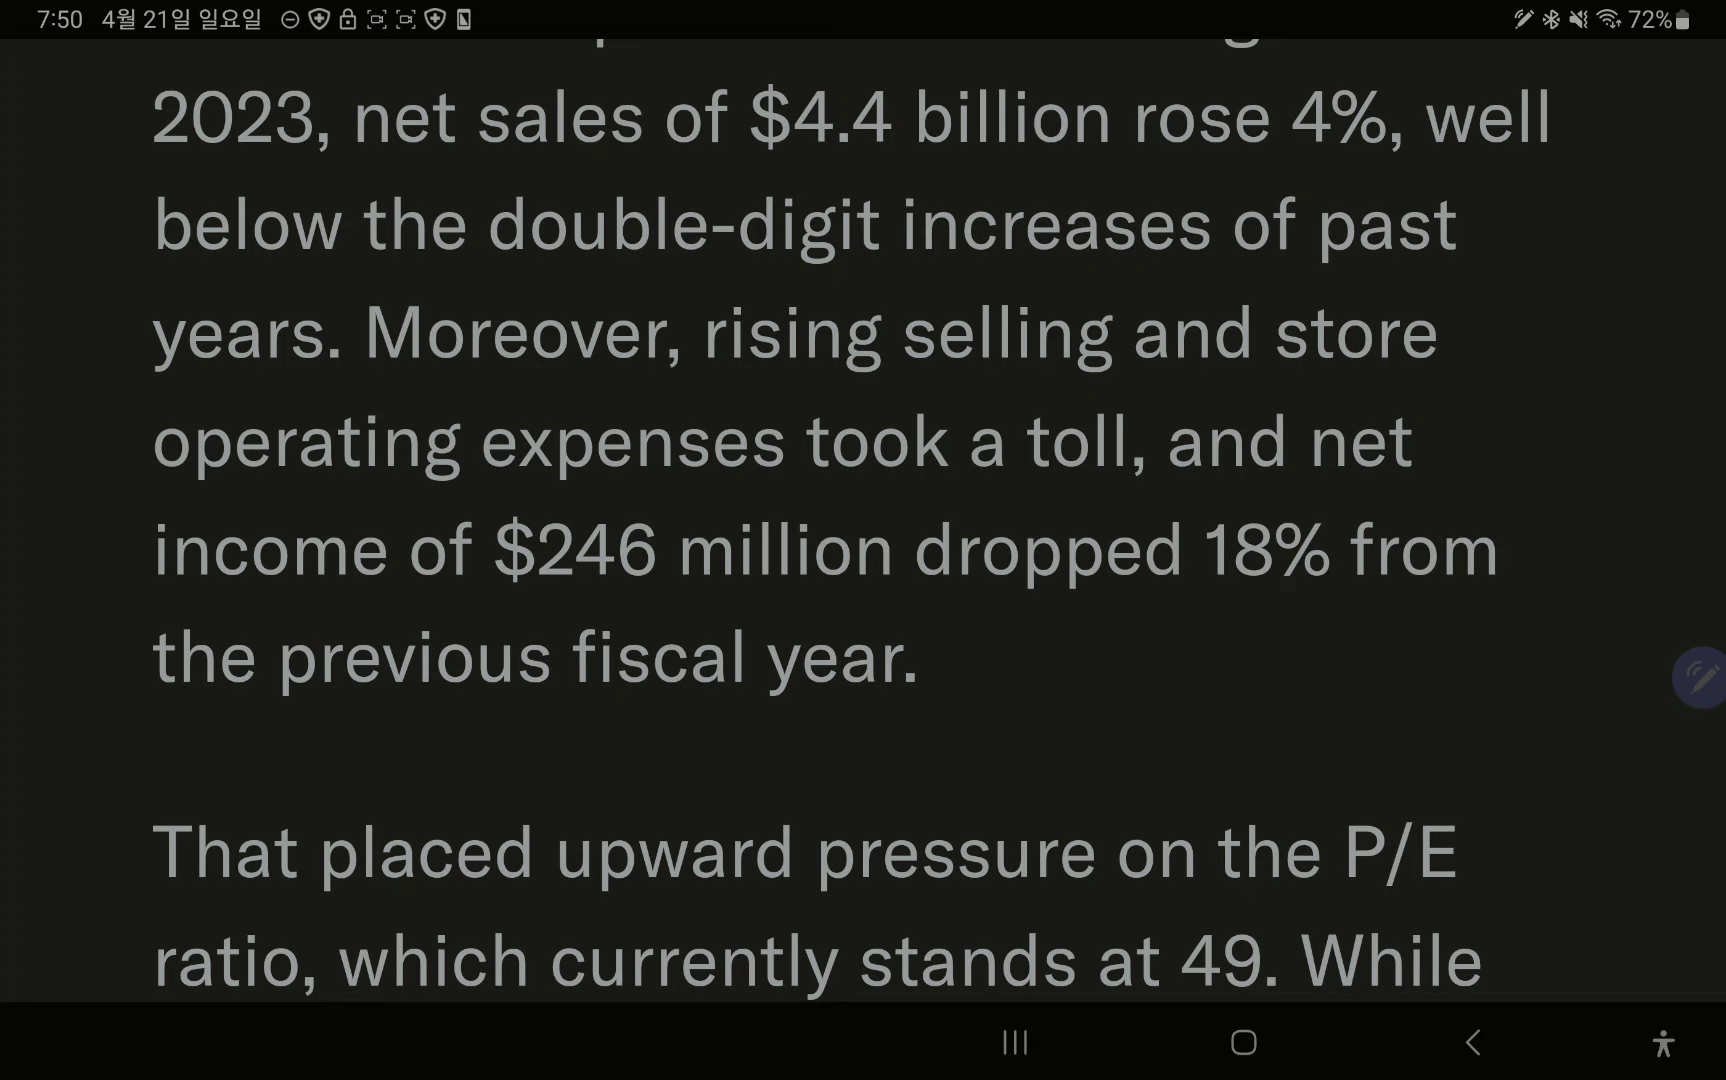 7:50 4월 21일 일요일 72%
2023, net sales of $4.4 billion rose 4%, well
below the double-digit increases of past
years. Moreover, rising selling and store
operating expenses took a toll, and net
income of $246 million dropped 18% from
the previous fiscal year.
That placed upward pressure on the P/E
ratio, which currently stands at 49. While